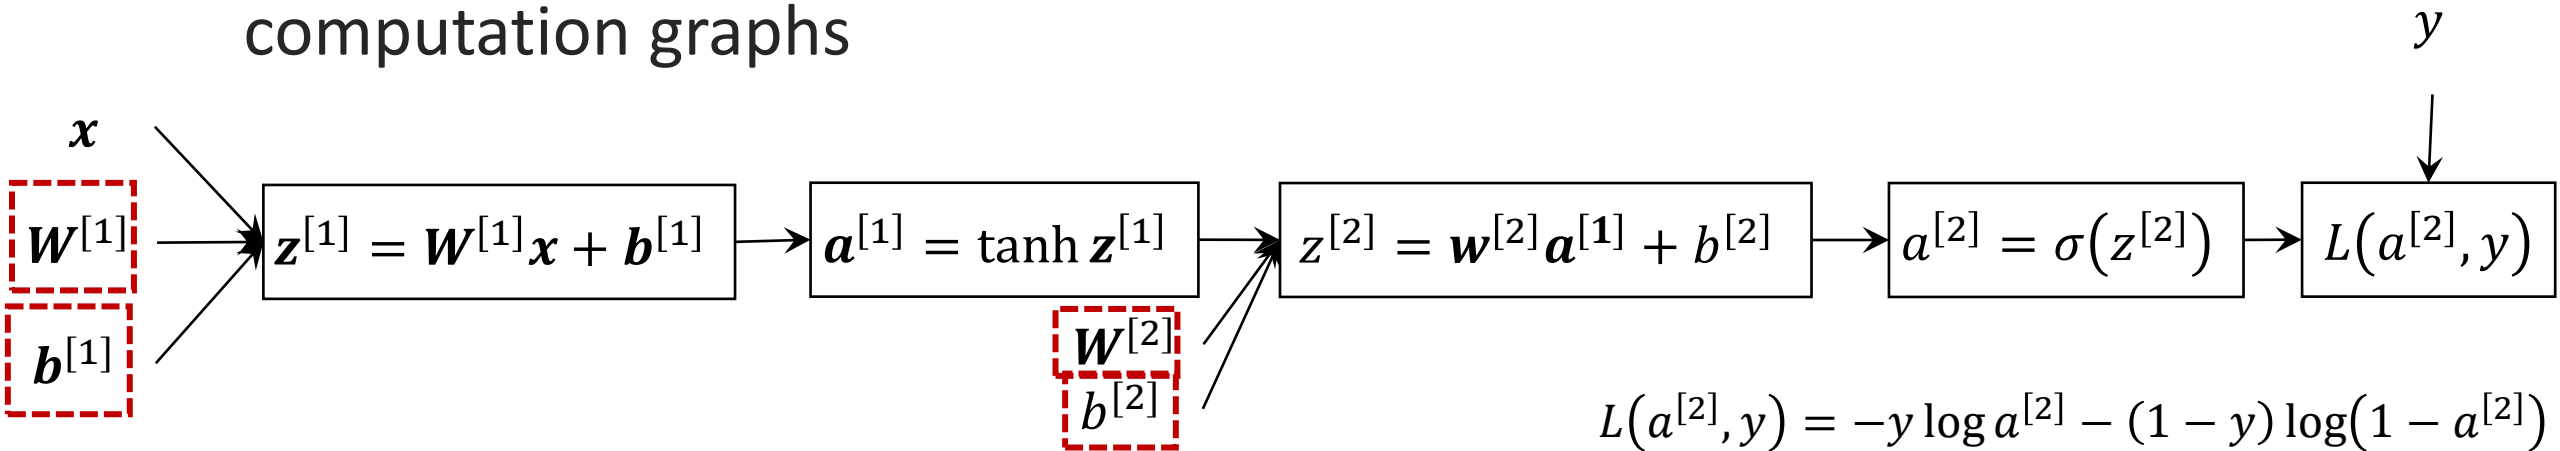 computation graphs
y
x
W^{[1]}
b^{[1]}
z^{[1]} = W^{[1]}x + b^{[1]}
a^{[1]} = tanh z^{[1]}
W^{[2]}
b^{[2]}
z^{[2]} = w^{[2]}a^{[1]} + b^{[2]}
a^{[2]} = σ(z^{[2]})
L(a^{[2]}, y)
L(a^{[2]}, y) = −y log a^{[2]} − (1 − y) log(1 − a^{[2]})